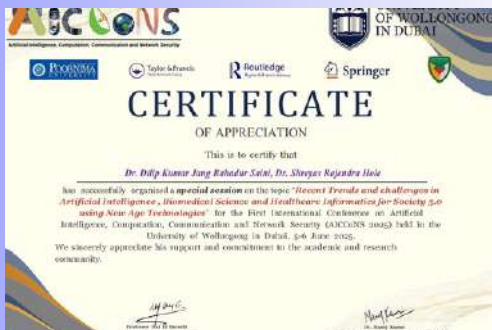 AICCONS
OF WOLLONGONG
IN DUBAI
Artificial Intelligence, Computation, Communication and Network Security
POORNIMA
UNIVERSITY
Taylor & Francis
Routledge
Springer
CERTIFICATE
OF APPRECIATION
This is to certify that
Dr. Dilip Kumar Jang Bahadur Saini, Dr. Shreyas Rajendra Hole
has successfully organised a special session on the topic "Recent Trends and challenges in
Artificial Intelligence , Biomedical Science and Healthcare Informatics for Society 5.0
using New Age Technologies" for the First International Conference on Artificial
Intelligence, Computation, Communication and Network Security (AICCoNS 2025) held in the
University of Wollongong in Dubai, 5-6 June 2025.
We sincerely appreciate his support and commitment to the academic and research
community.